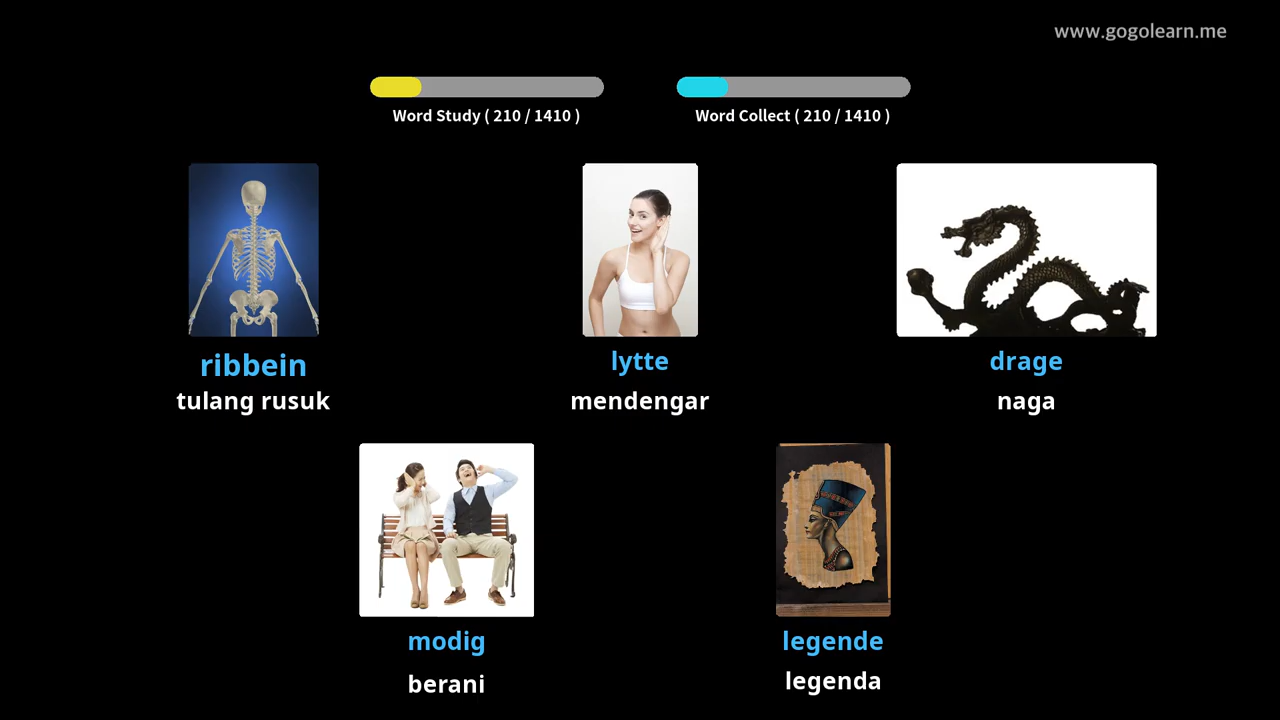 www.gogolearn.me
Word Study ( 210 / 1410 )
Word Collect ( 210 / 1410 )
ribbein
tulang rusuk
lytte
mendengar
drage
naga
modig
berani
legende
legenda